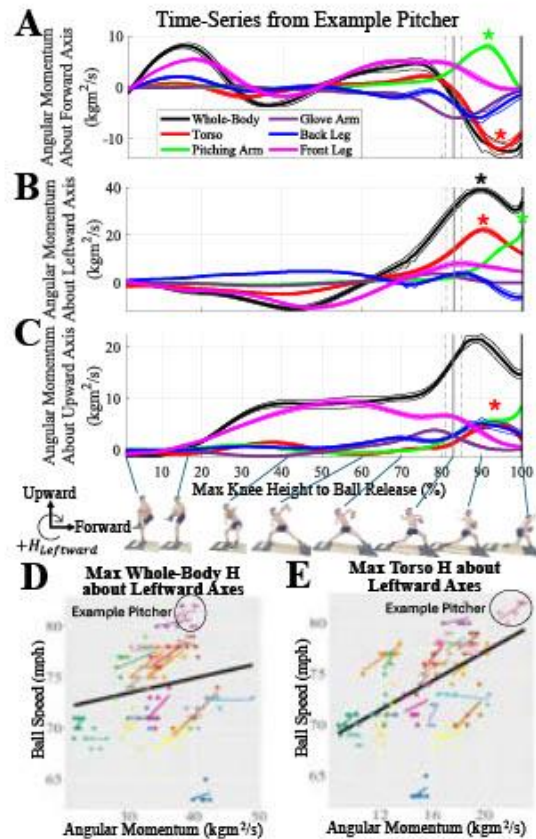 Time-Series from Example Pitcher
A
Angular Momentum
About Forward Axis
(kgm²/s)
10
0
-10
Whole-Body
Torso
Pitching Arm
Glove Arm
Back Leg
Front Leg
B
Angular Momentum
About Leftward Axis
(kgm²/s)
40
20
0
C
Angular Momentum
About Upward Axis
(kgm²/s)
20
10
0
10 20 30 40 50 60 70 80 90 100
Max Knee Height to Ball Release (%)
Upward
Forward
+H_Leftward
D
Max Whole-Body H
about Leftward Axes
Example Pitcher
Ball Speed (mph)
80
75
70
65
30 40 50
Angular Momentum (kgm²/s)
E
Max Torso H about
Leftward Axes
Example Pitcher
Ball Speed (mph)
80
75
70
65
12 16 20
Angular Momentum (kgm²/s)